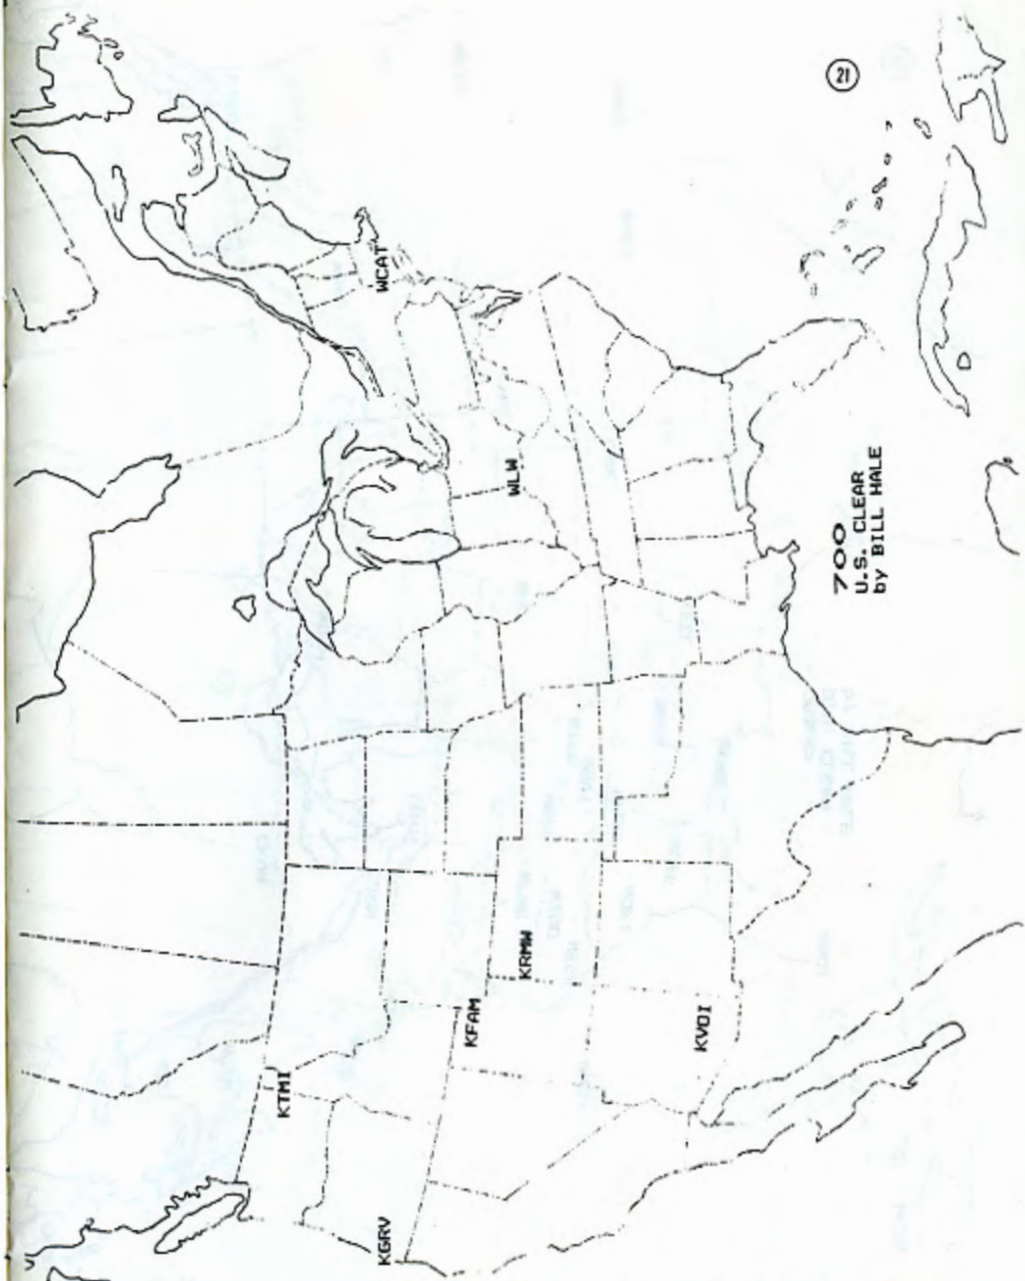 21
WCAT
WLW
700
U.S. CLEAR
by BILL HALE
KRMW
KFAM
KVOI
KTMI
KGRV